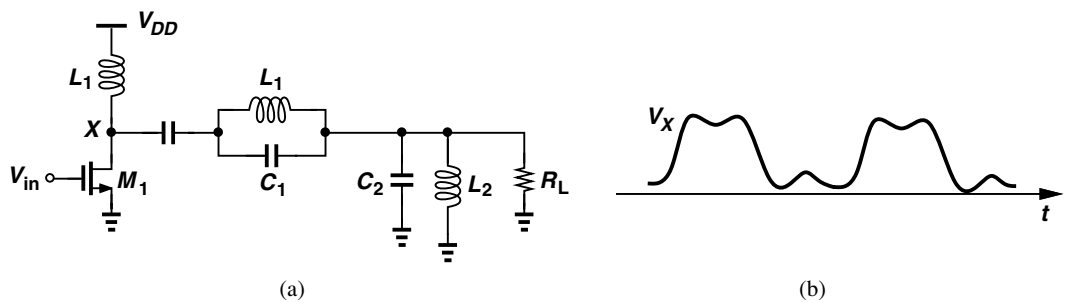 V_DD
L_1
L_1
X
V_in
M_1
C_1
C_2
L_2
R_L
V_X
t
(a)
(b)